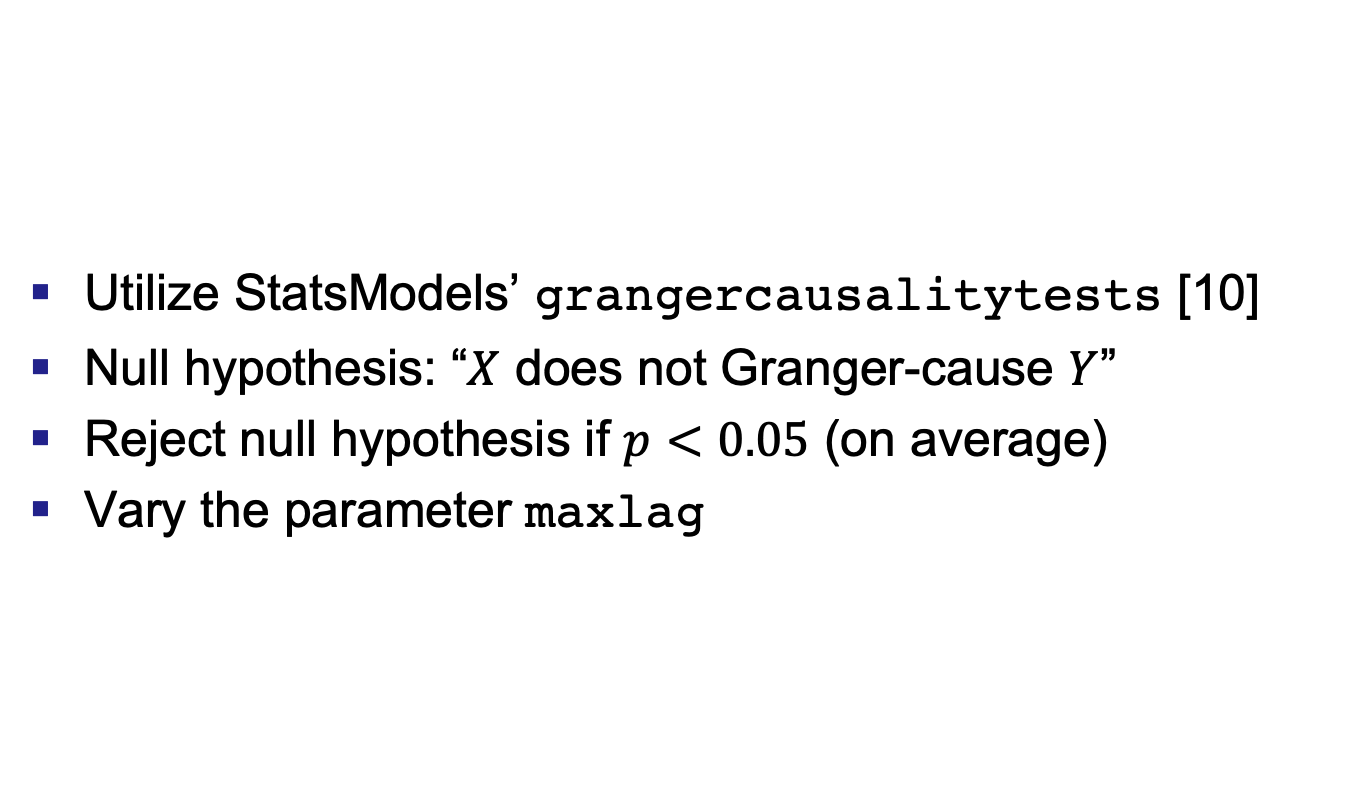 ▪ Utilize StatsModels’ grangercausalitytests [10]
▪ Null hypothesis: “X does not Granger-cause Y”
▪ Reject null hypothesis if p < 0.05 (on average)
▪ Vary the parameter maxlag